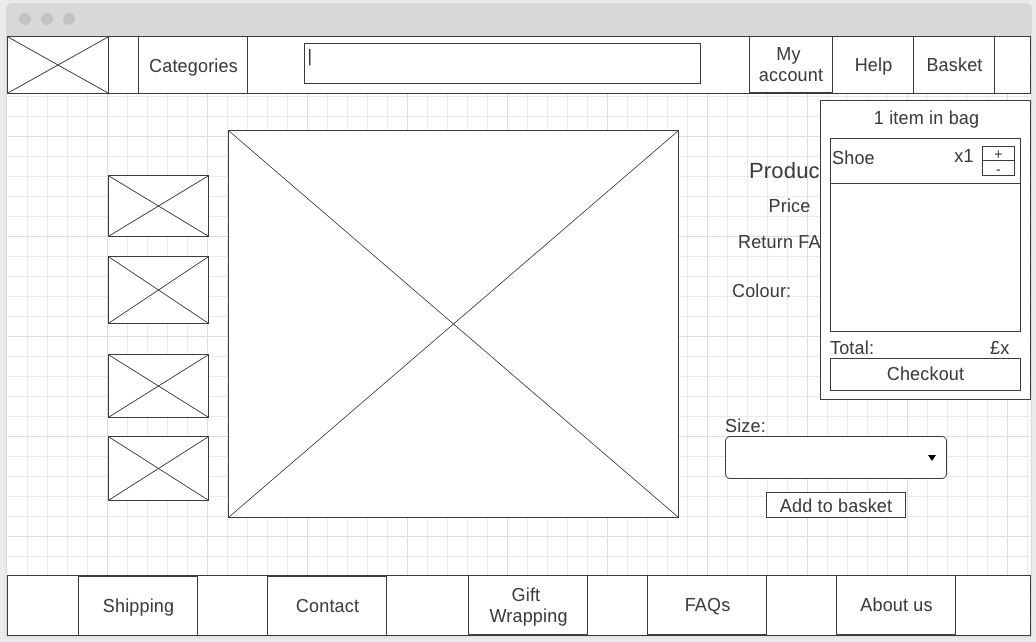 Categories
My
account
Help
Basket
1 item in bag
Shoe
x1
+
-
Produc
Price
Return FA
Colour:
Total:
£x
Checkout
Size:
Add to basket
Shipping
Contact
Gift
Wrapping
FAQs
About us